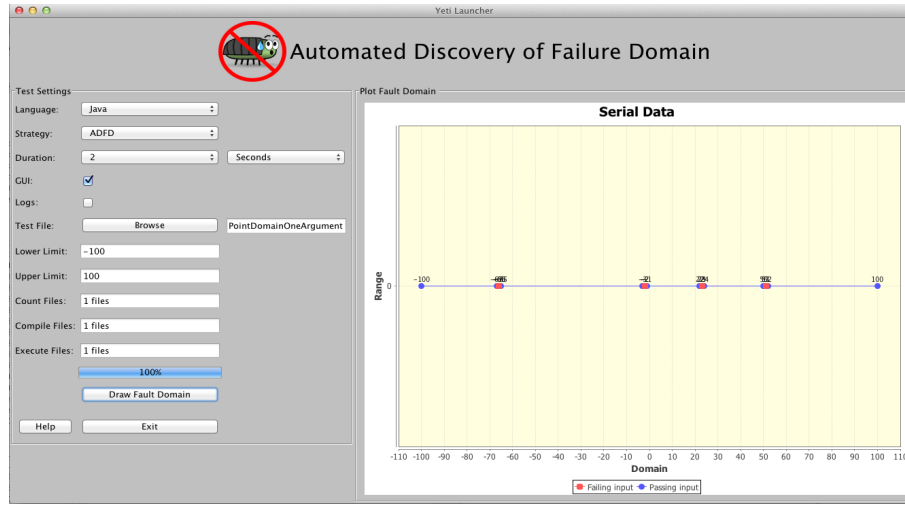 Yeti Launcher
Automated Discovery of Failure Domain
Test Settings
Language: Java
Strategy: ADFD
Duration: 2 Seconds
GUI:
Logs:
Test File: Browse PointDomainOneArgument
Lower Limit: -100
Upper Limit: 100
Count Files: 1 files
Compile Files: 1 files
Execute Files: 1 files
100%
Draw Fault Domain
Help Exit
Plot Fault Domain
Serial Data
Range
0
-100 100
-110 -100 -90 -80 -70 -60 -50 -40 -30 -20 -10 0 10 20 30 40 50 60 70 80 90 100 110
Domain
Failing input Passing input